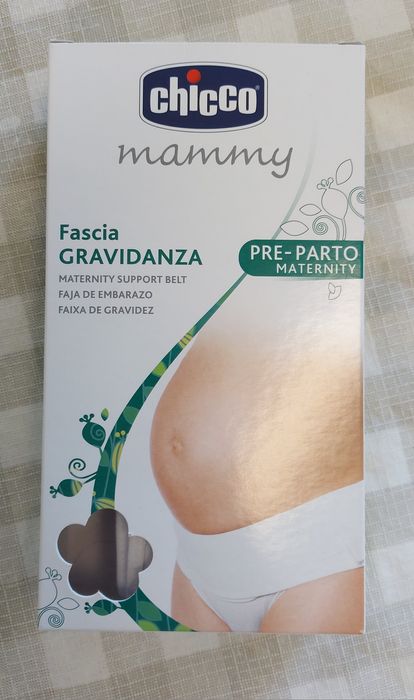 chicco
mammy
Fascia
GRAVIDANZA
MATERNITY SUPPORT BELT
FAJA DE EMBARAZO
FAIXA DE GRAVIDEZ
PRE-PARTO
MATERNITY